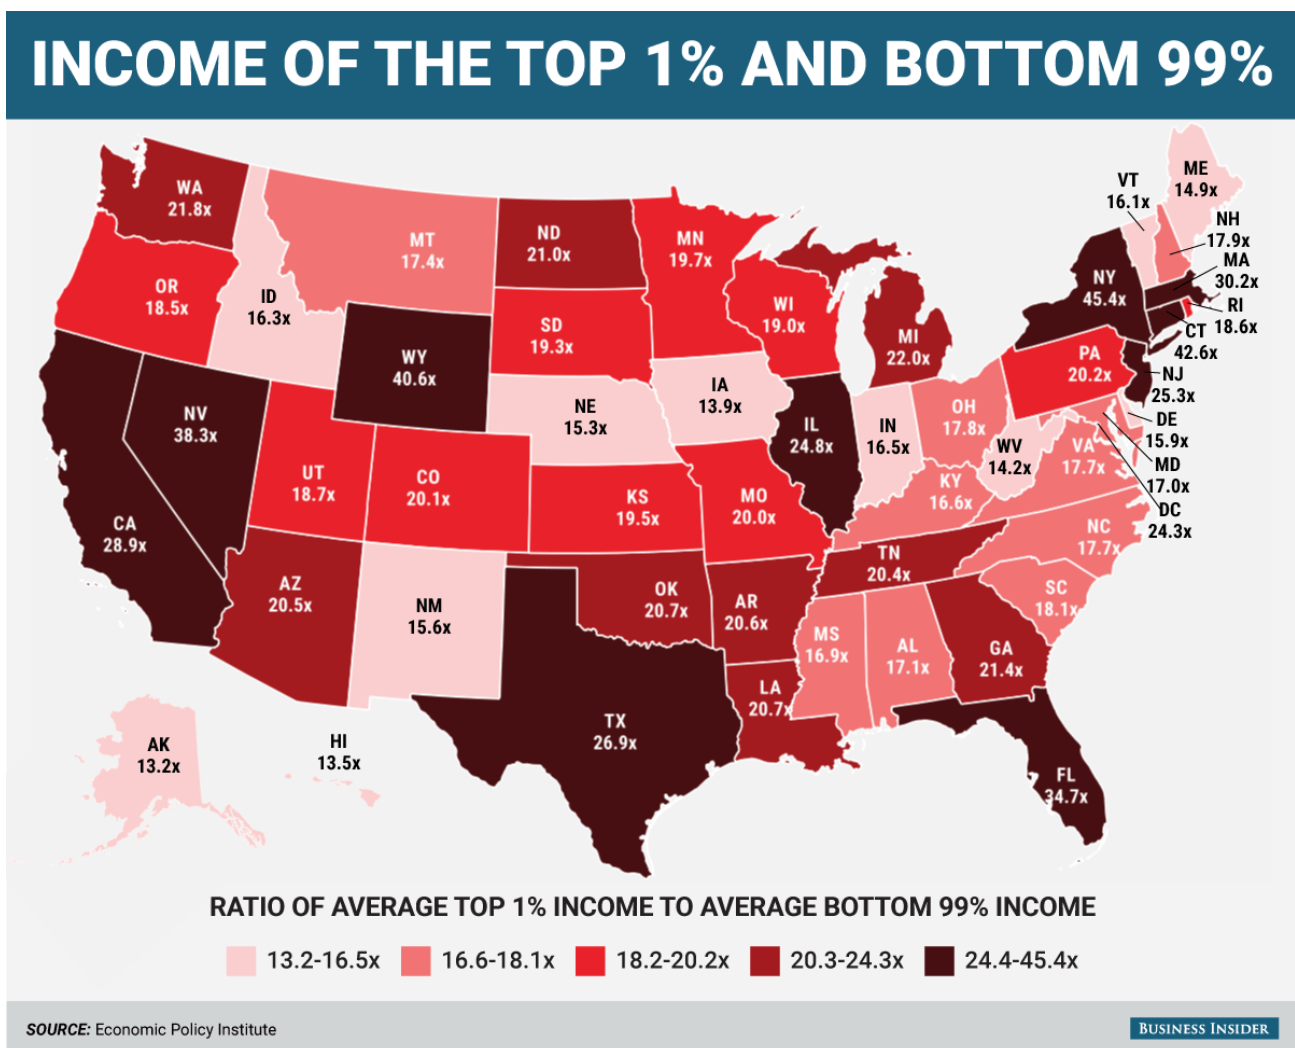 INCOME OF THE TOP 1% AND BOTTOM 99%
WA
21.8x
OR
18.5x
ID
16.3x
MT
17.4x
ND
21.0x
MN
19.7x
SD
19.3x
WY
40.6x
WI
19.0x
MI
22.0x
VT
16.1x
ME
14.9x
NH
17.9x
MA
30.2x
RI
18.6x
CT
42.6x
NY
45.4x
PA
20.2x
NJ
25.3x
DE
15.9x
MD
17.0x
DC
24.3x
CA
28.9x
NV
38.3x
UT
18.7x
CO
20.1x
NE
15.3x
IA
13.9x
KS
19.5x
MO
20.0x
IL
24.8x
IN
16.5x
OH
17.8x
WV
14.2x
VA
17.7x
KY
16.6x
NC
17.7x
TN
20.4x
SC
18.1x
AZ
20.5x
NM
15.6x
OK
20.7x
AR
20.6x
MS
16.9x
AL
17.1x
GA
21.4x
LA
20.7x
TX
26.9x
FL
34.7x
AK
13.2x
HI
13.5x
RATIO OF AVERAGE TOP 1% INCOME TO AVERAGE BOTTOM 99% INCOME
13.2-16.5x 16.6-18.1x 18.2-20.2x 20.3-24.3x 24.4-45.4x
SOURCE: Economic Policy Institute
BUSINESS INSIDER